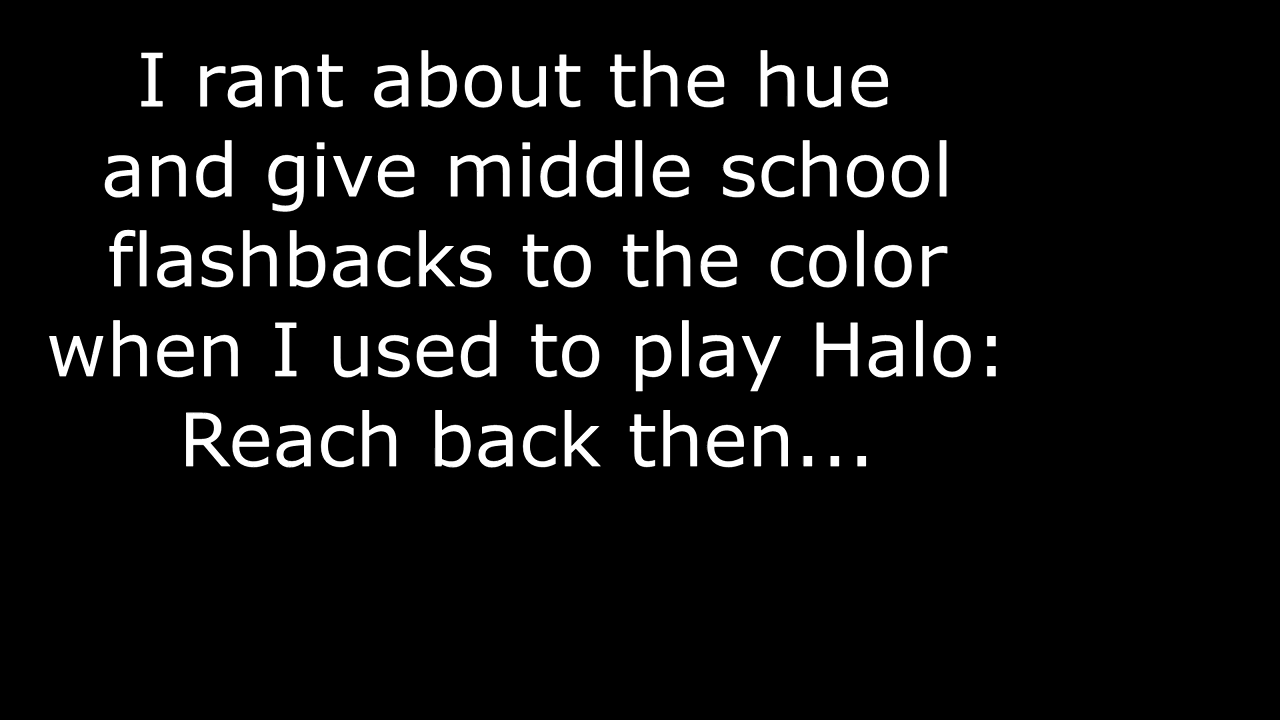 I rant about the hue
and give middle school
flashbacks to the color
when I used to play Halo:
Reach back then...